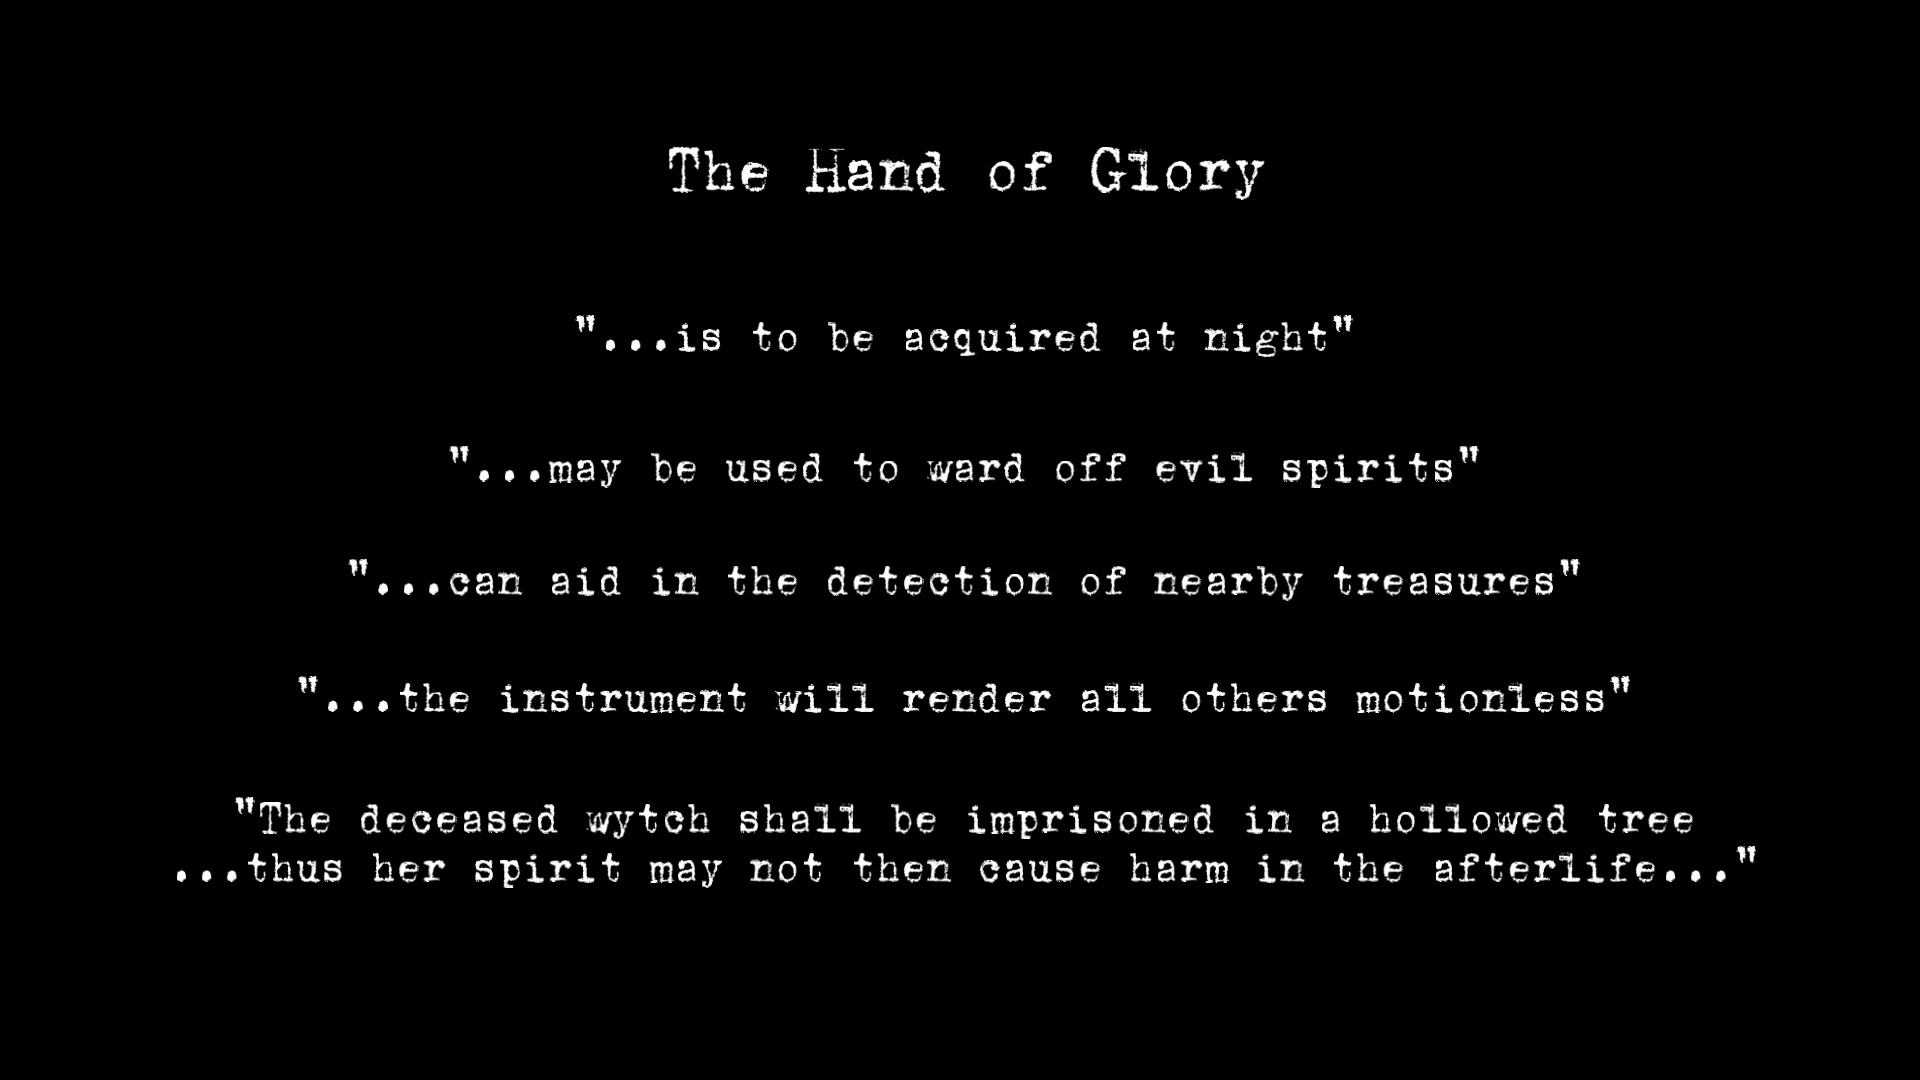 The Hand of Glory
"...is to be acquired at night"
"...may be used to ward off evil spirits"
"...can aid in the detection of nearby treasures"
"...the instrument will render all others motionless"
"The deceased wytch shall be imprisoned in a hollowed tree
...thus her spirit may not then cause harm in the afterlife..."